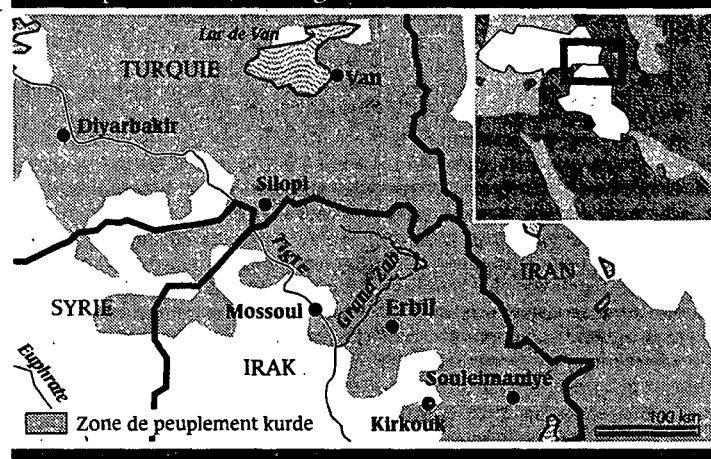 Lac de Van
TURQUIE
Van
Diyarbakir
Silopi
Tigre
Grand Zab
IRAN
SYRIE
Mossoul
Erbil
Euphrate
IRAK
Souleimaniye
Zone de peuplement kurde
Kirkouk
100 km